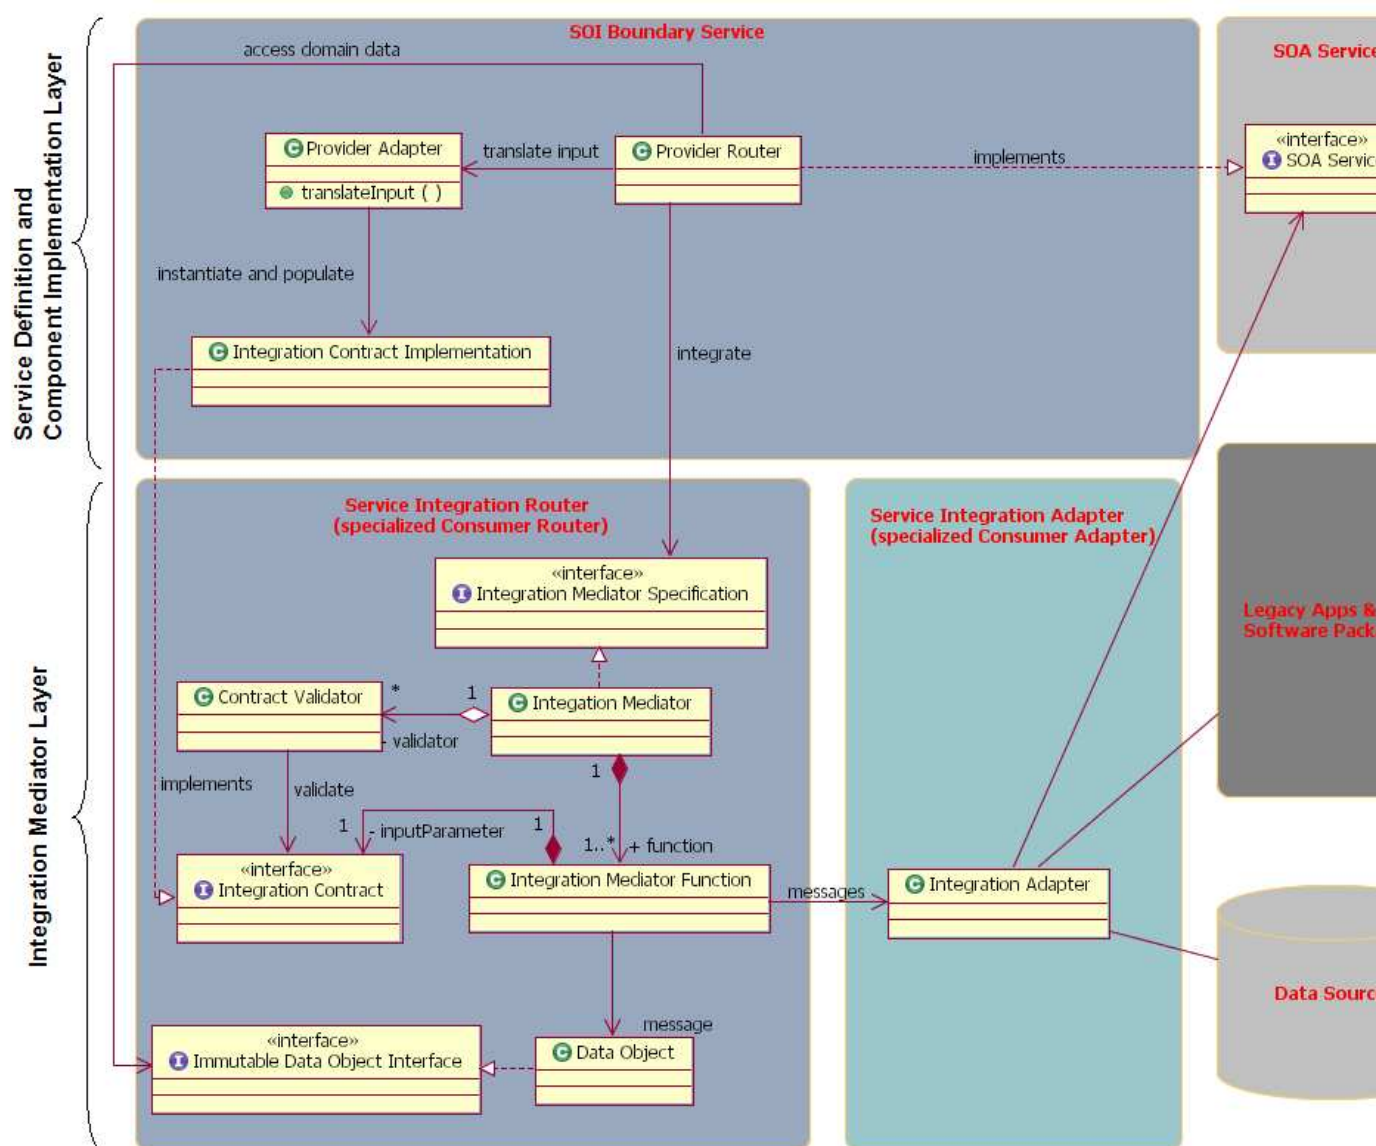 Service Definition and
Component Implementation Layer
SOI Boundary Service
SOA Service
access domain data
C Provider Adapter
translateInput ( )
translate input
C Provider Router
implements
«interface»
I SOA Service
instantiate and populate
C Integration Contract Implementation
integrate
Integration Mediator Layer
Service Integration Router
(specialized Consumer Router)
Service Integration Adapter
(specialized Consumer Adapter)
«interface»
I Integration Mediator Specification
Legacy Apps &
Software Pack
C Contract Validator
*
1
- validator
C Integation Mediator
implements
validate
1
1
- inputParameter
1
1..*
+ function
«interface»
I Integration Contract
C Integration Mediator Function
messages
C Integration Adapter
Data Sourc
message
«interface»
I Immutable Data Object Interface
C Data Object